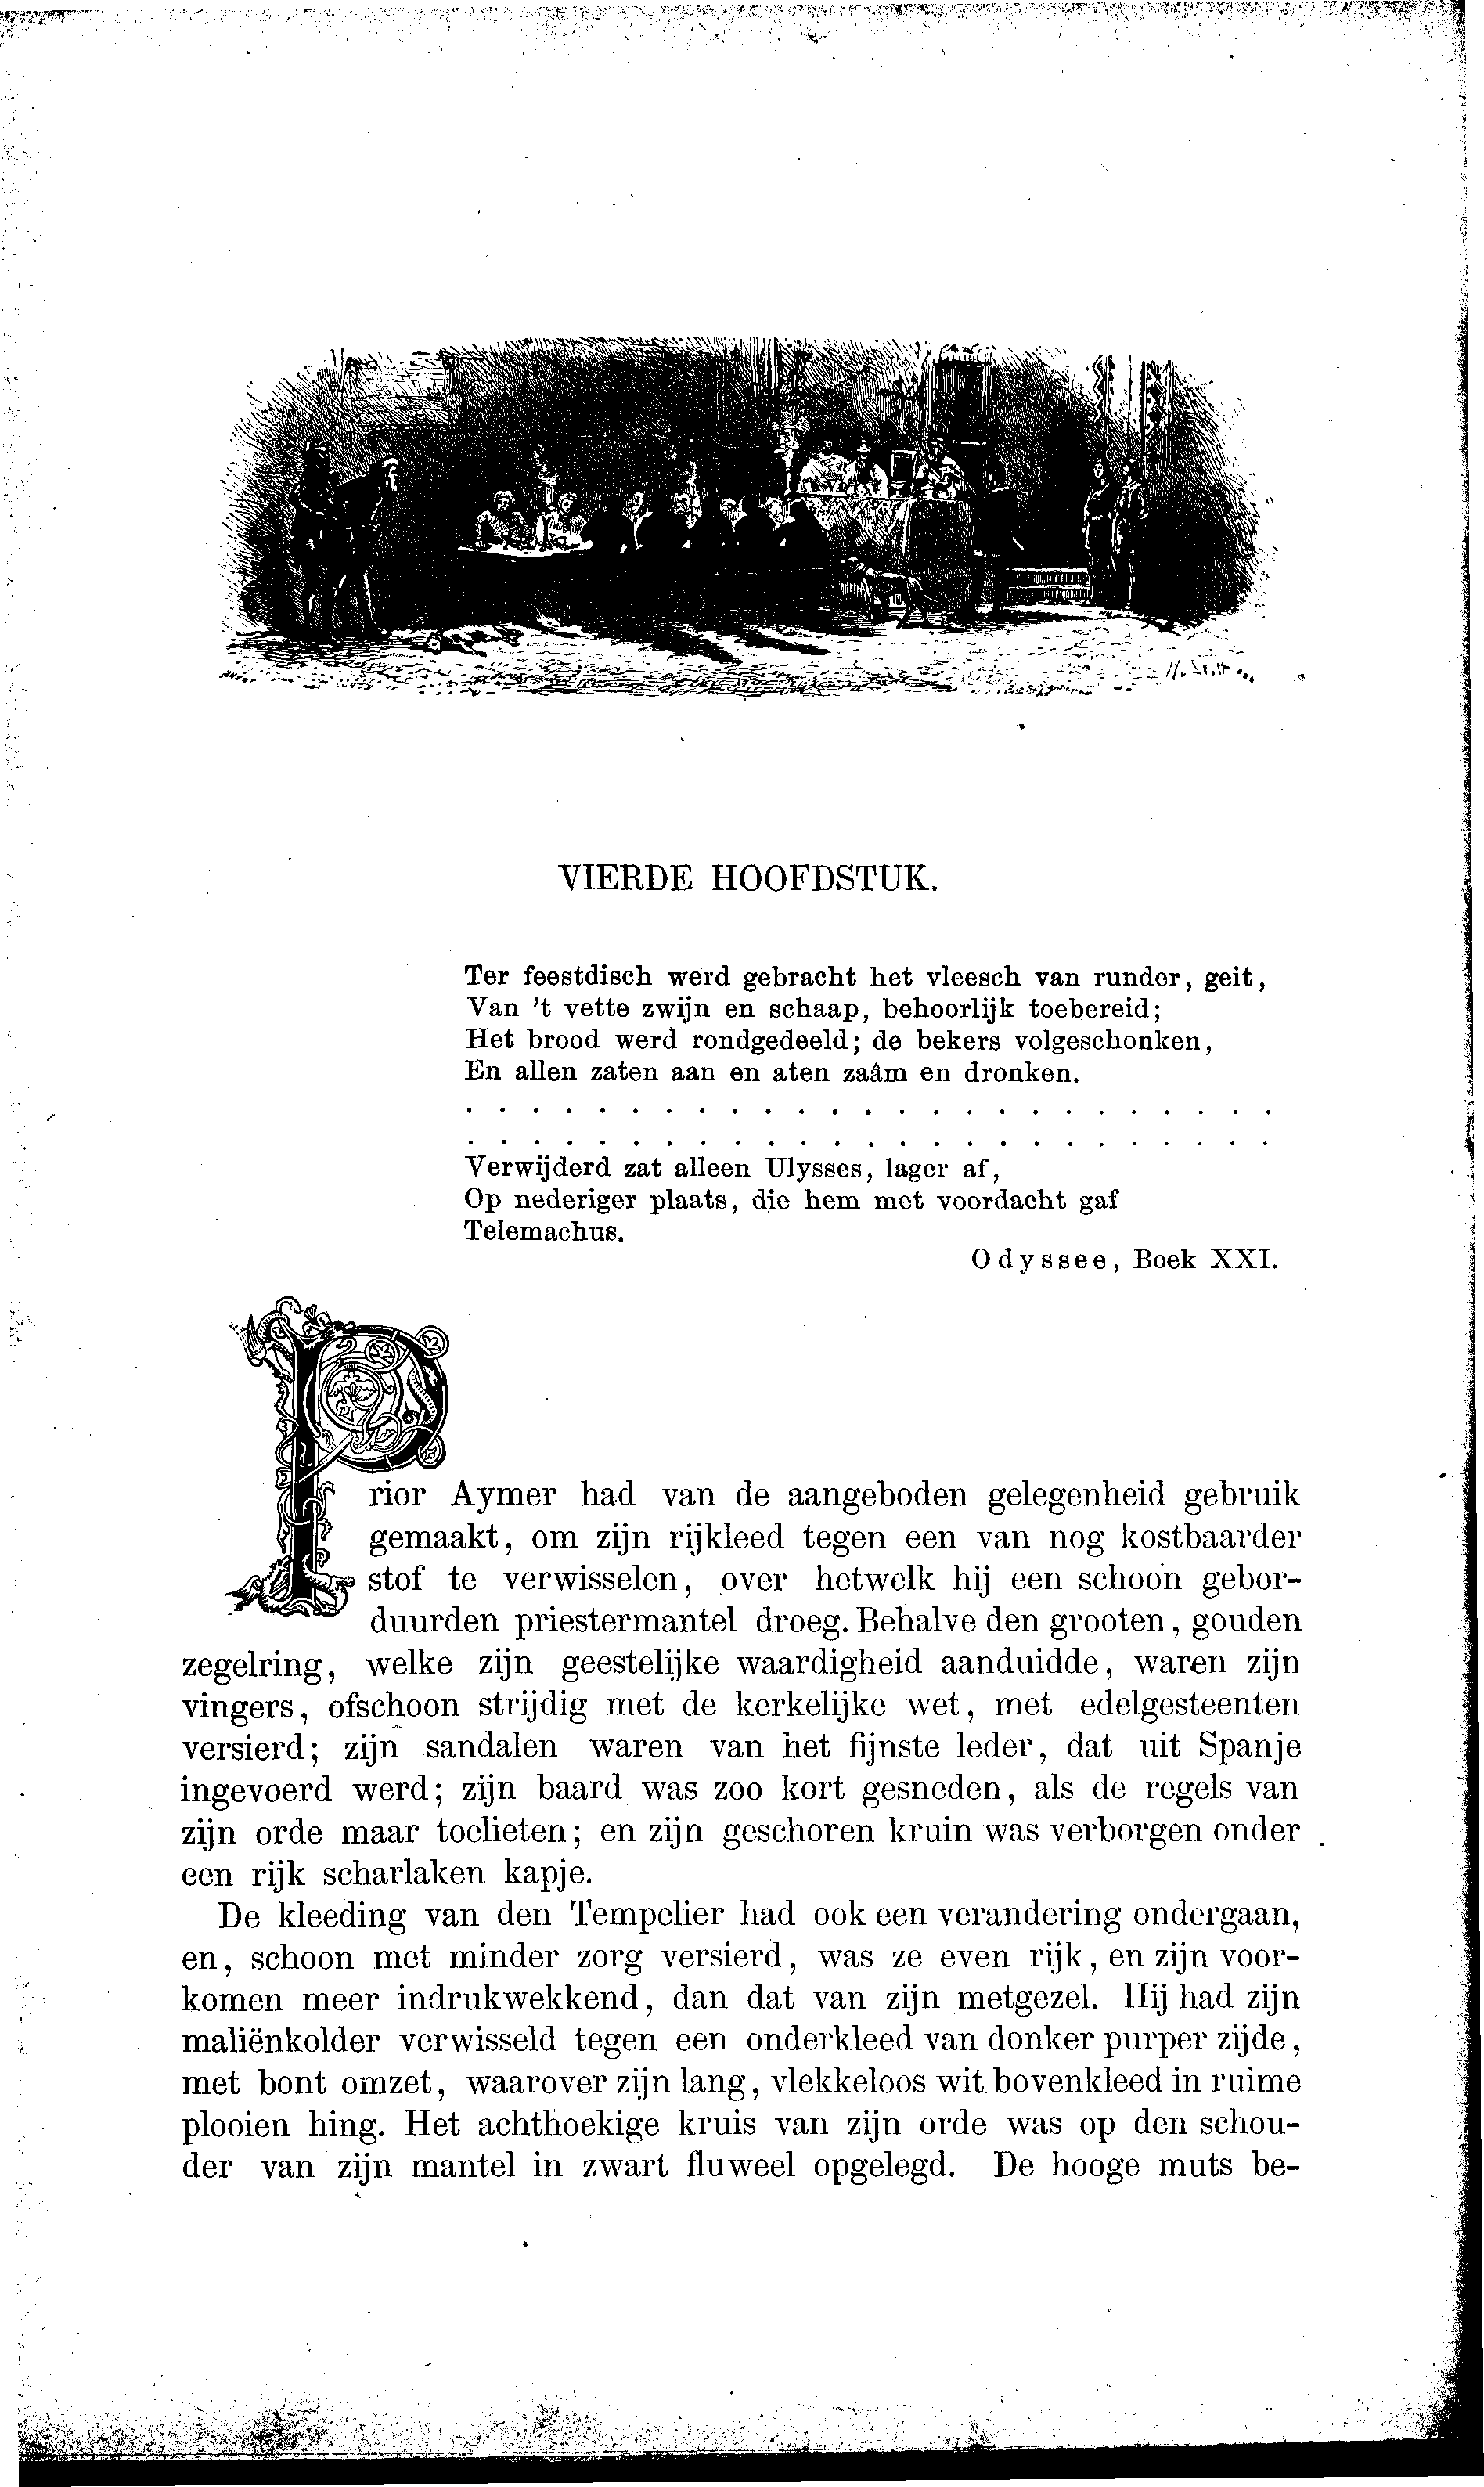 VIERDE HOOFDSTUK.
Ter feestdisch werd gebracht het vleesch van runder, geit,
Van 't vette zwijn en schaap, behoorlijk toebereid;
Het brood werd rondgedeeld; de bekers volgeschonken,
En allen zaten aan en aten zaâm en dronken.
. . . . . . . . . . . . . . . . . . . . . . . . .
. . . . . . . . . . . . . . . . . . . . . . . . .
Verwijderd zat alleen Ulysses, lager af,
Op nederiger plaats, die hem met voordacht gaf
Telemachus.
Odyssee, Boek XXI.
Prior Aymer had van de aangeboden gelegenheid gebruik
gemaakt, om zijn rijkleed tegen een van nog kostbaarder
stof te verwisselen, over hetwelk hij een schoon gebor-
duurden priestermantel droeg. Behalve den grooten, gouden
zegelring, welke zijn geestelijke waardigheid aanduidde, waren zijn
vingers, ofschoon strijdig met de kerkelijke wet, met edelgesteenten
versierd; zijn sandalen waren van het fijnste leder, dat uit Spanje
ingevoerd werd; zijn baard was zoo kort gesneden, als de regels van
zijn orde maar toelieten; en zijn geschoren kruin was verborgen onder
een rijk scharlaken kapje.
De kleeding van den Tempelier had ook een verandering ondergaan,
en, schoon met minder zorg versierd, was ze even rijk, en zijn voor-
komen meer indrukwekkend, dan dat van zijn metgezel. Hij had zijn
maliënkolder verwisseld tegen een onderkleed van donker purper zijde,
met bont omzet, waarover zijn lang, vlekkeloos wit bovenkleed in ruime
plooien hing. Het achthoekige kruis van zijn orde was op den schou-
der van zijn mantel in zwart fluweel opgelegd. De hooge muts be-